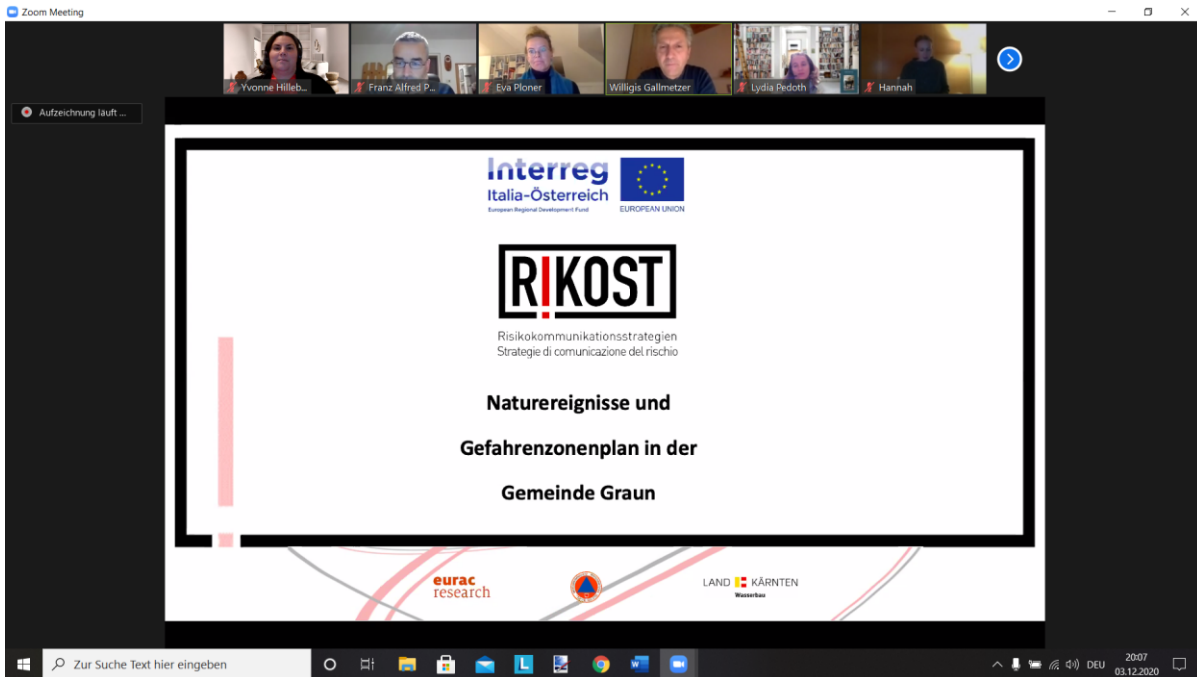 Zoom Meeting
Yvonne Hilleb...
Franz Alfred P...
Eva Ploner
Willigis Gallmetzer
Lydia Pedoth
Hannah
Aufzeichnung läuft ...
Interreg
Italia-Österreich
European Regional Development Fund
EUROPEAN UNION
R!KOST
Risikokommunikationsstrategien
Strategie di comunicazione del rischio
Naturereignisse und
Gefahrenzonenplan in der
Gemeinde Graun
eurac
research
LAND KÄRNTEN
Wasserbau
Zur Suche Text hier eingeben
L
W
DEU
20:07
03.12.2020